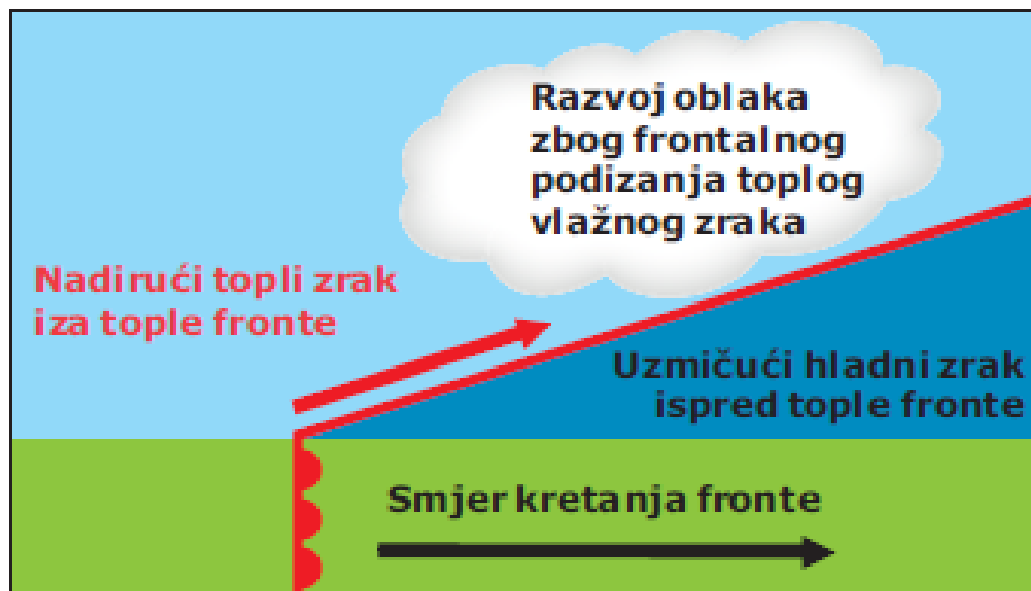 Razvoj oblaka
zbog frontalnog
podizanja toplog
vlažnog zraka
Nadirući topli zrak
iza tople fronte
Uzmičući hladni zrak
ispred tople fronte
Smjer kretanja fronte